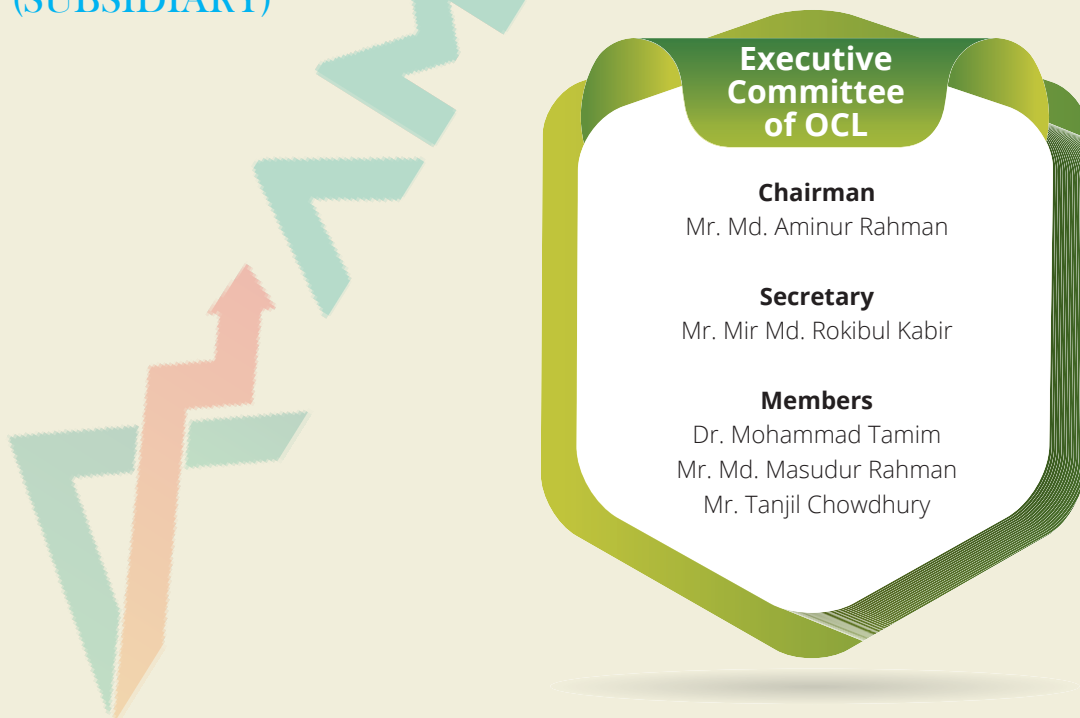 (SUBSIDIARY)
Executive
Committee
of OCL
Chairman
Mr. Md. Aminur Rahman
Secretary
Mr. Mir Md. Rokibul Kabir
Members
Dr. Mohammad Tamim
Mr. Md. Masudur Rahman
Mr. Tanjil Chowdhury